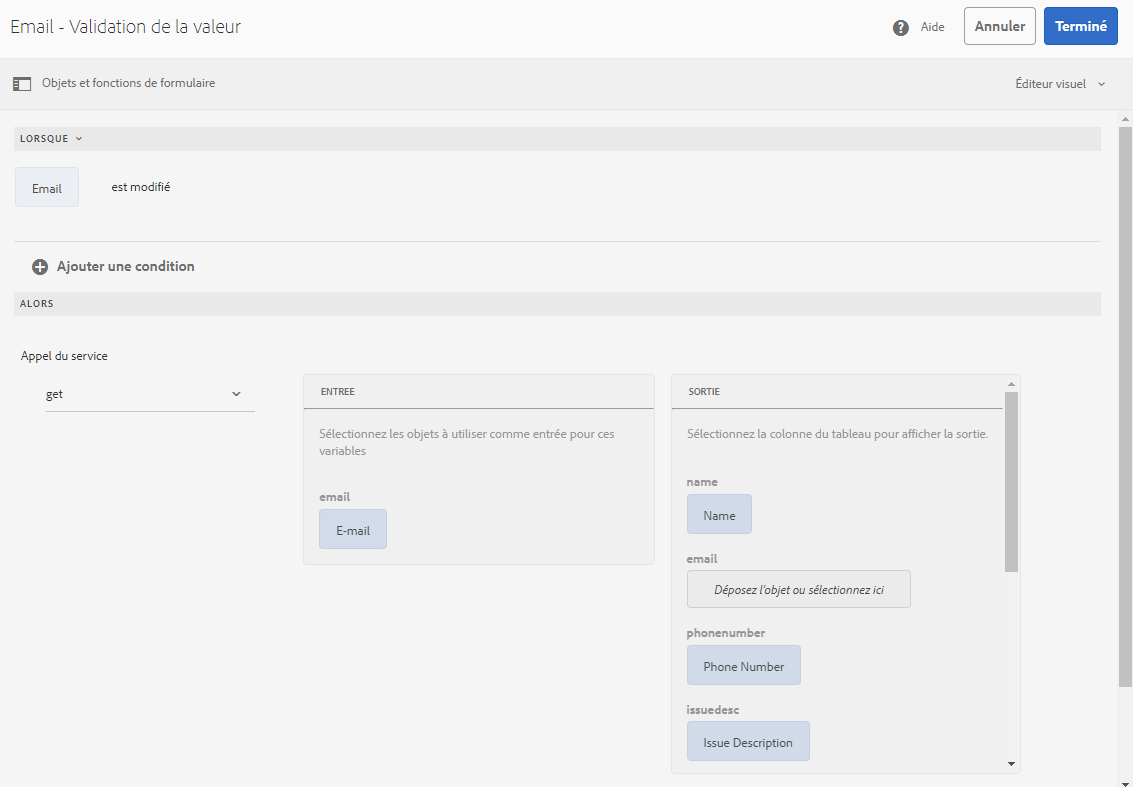 Email - Validation de la valeur
Aide
Annuler
Terminé
Objets et fonctions de formulaire
Éditeur visuel
LORSQUE
Email
est modifié
Ajouter une condition
ALORS
Appel du service
get
ENTREE
Sélectionnez les objets à utiliser comme entrée pour ces
variables
email
E-mail
SORTIE
Sélectionnez la colonne du tableau pour afficher la sortie.
name
Name
email
Déposez l'objet ou sélectionnez ici
phonenumber
Phone Number
issuedesc
Issue Description